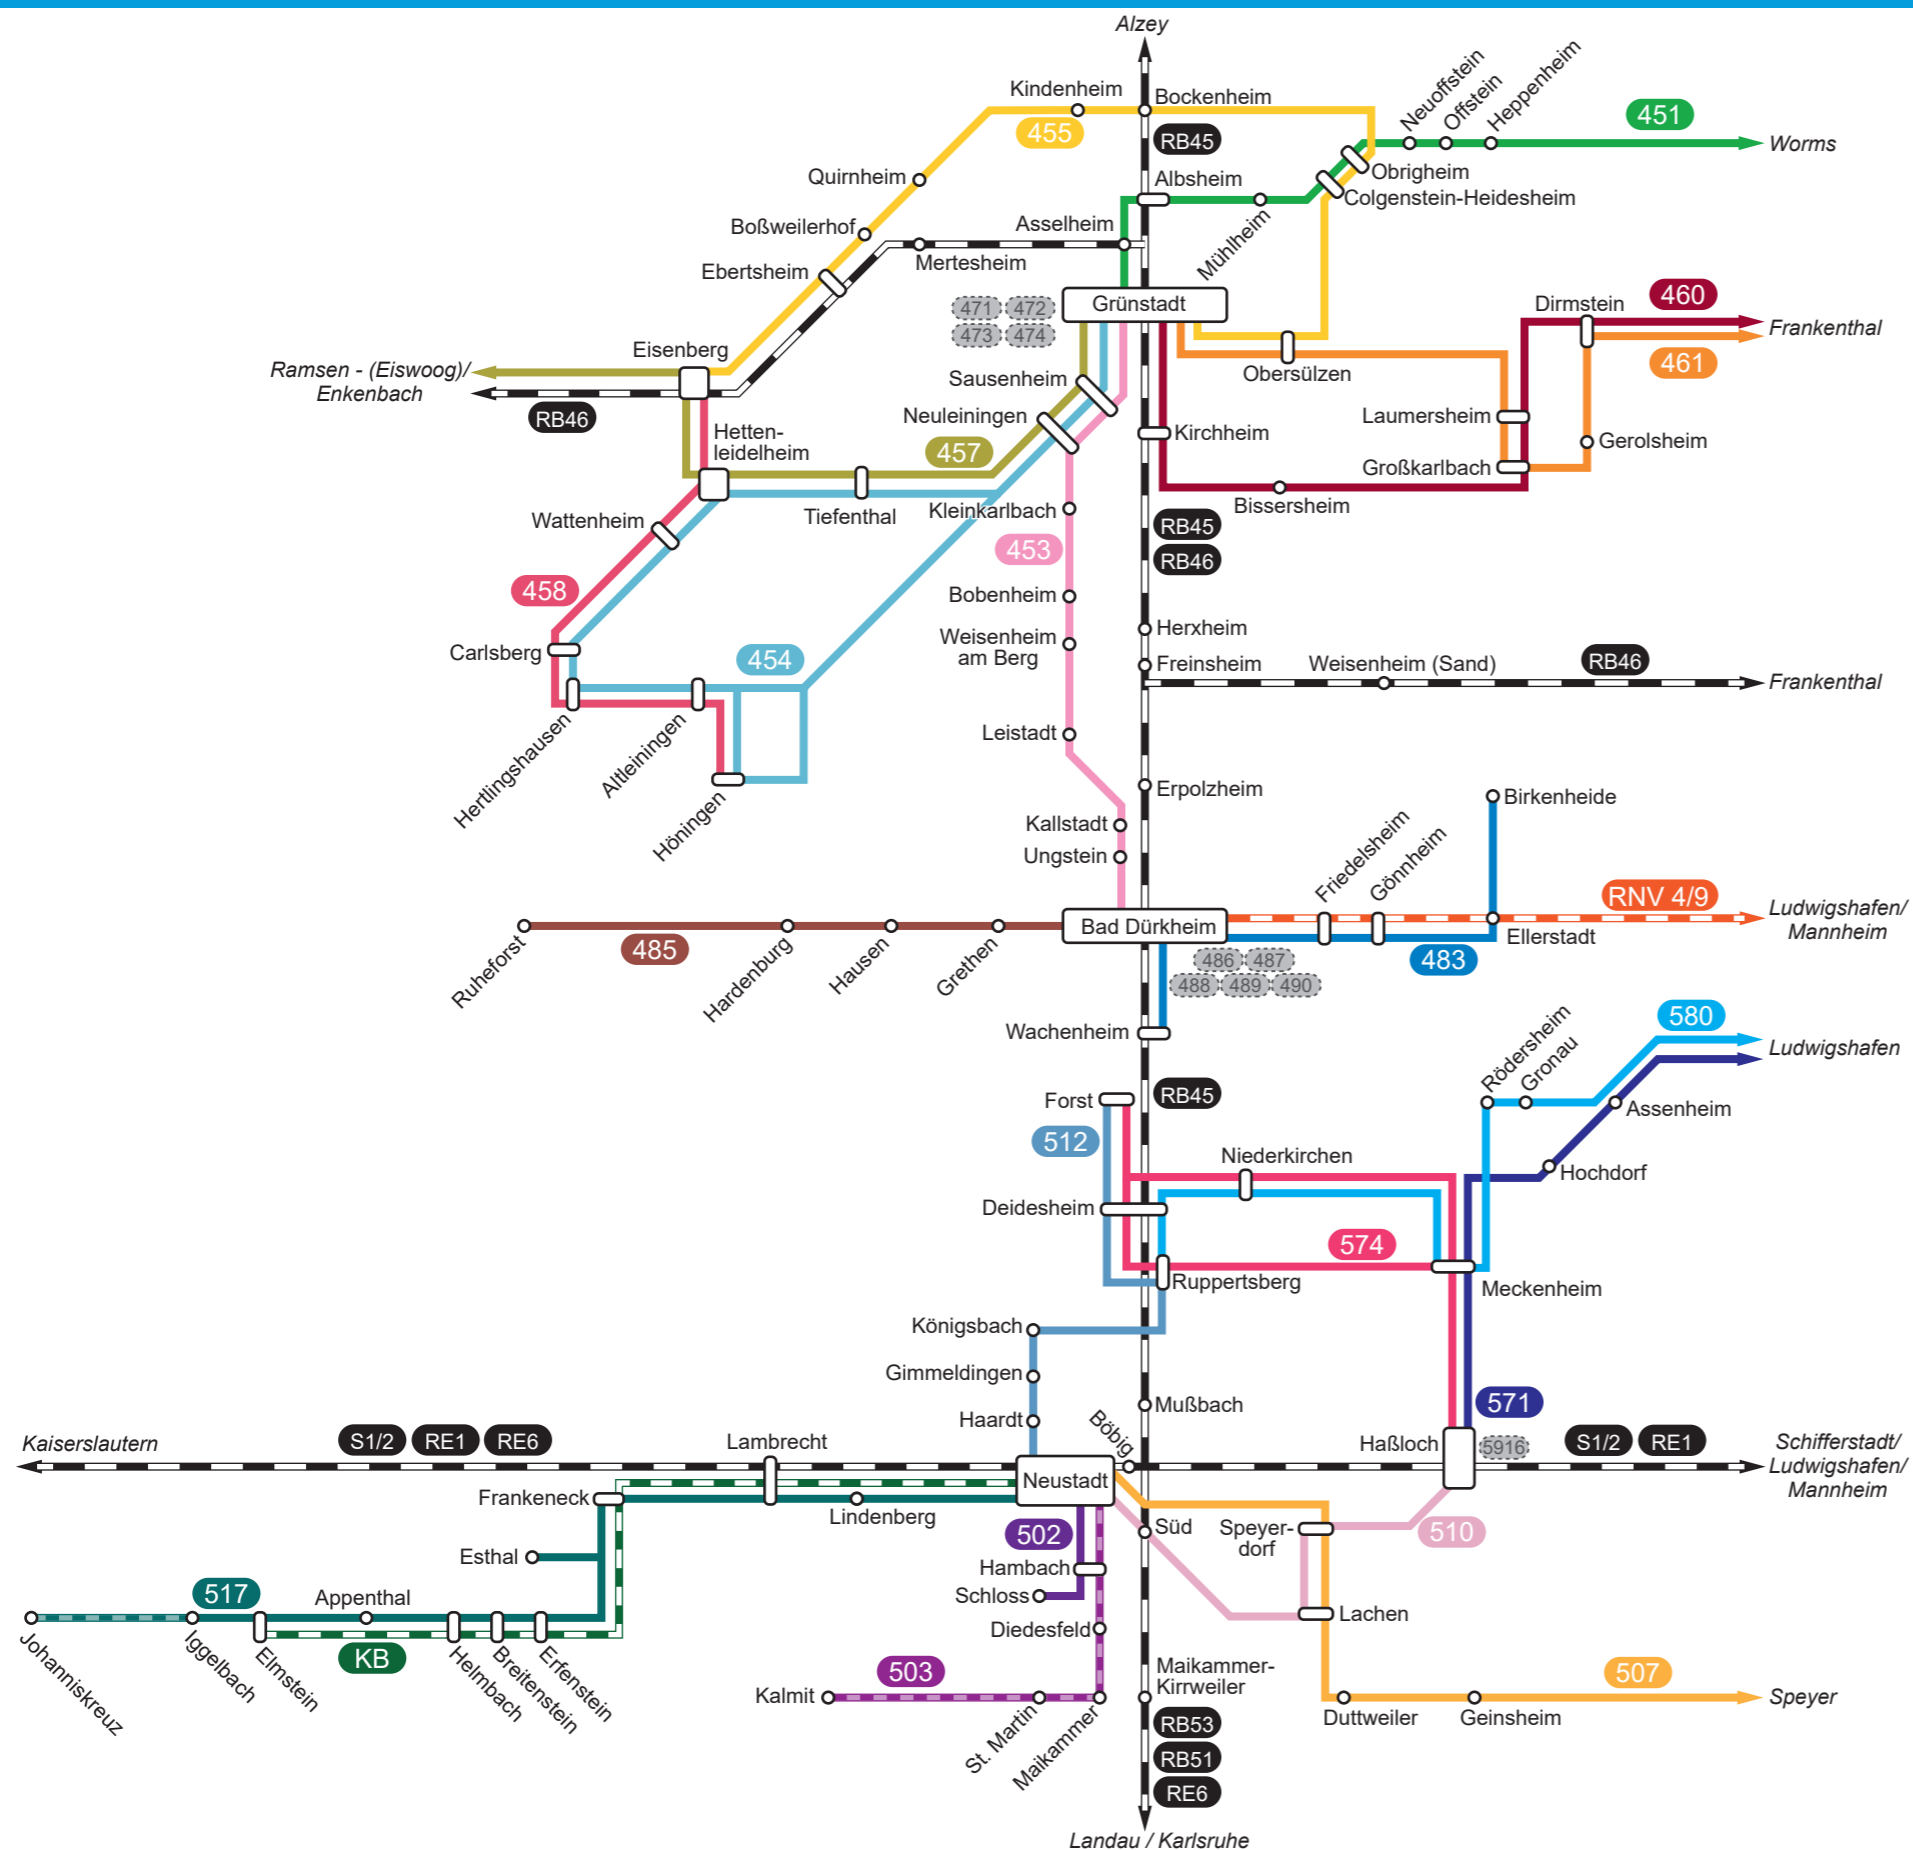 Alzey
Kindenheim
Bockenheim
455
RB45
Neuoffstein
Offstein
Heppenheim
451
Worms
Quirnheim
Albsheim
Obrigheim
Colgenstein-Heidesheim
Boßweilerhof
Asselheim
Mühlheim
Ebertsheim
Mertesheim
471
472
473
474
Grünstadt
Dirmstein
460
Frankenthal
461
Eisenberg
Ramsen - (Eiswoog)/
Enkenbach
RB46
Sausenheim
Obersülzen
Neuleiningen
Laumersheim
Kirchheim
Gerolsheim
Hetten-
leidelheim
457
Großkarlbach
Bissersheim
Tiefenthal
Kleinkarlbach
Wattenheim
453
RB45
RB46
458
Bobenheim
Weisenheim
am Berg
Herxheim
Carlsberg
454
Freinsheim
Weisenheim (Sand)
RB46
Frankenthal
Hertlingshausen
Altleiningen
Höningen
Leistadt
Erpolzheim
Birkenheide
Kallstadt
Ungstein
Friedelsheim
Gönnheim
RNV 4/9
Ludwigshafen/
Mannheim
Bad Dürkheim
Ellerstadt
485
Ruheforst
Hardenburg
Hausen
Grethen
483
486
487
488
489
490
Wachenheim
580
Ludwigshafen
Rödersheim
Gronau
Forst
RB45
Assenheim
512
Niederkirchen
Hochdorf
Deidesheim
574
Ruppertsberg
Meckenheim
Königsbach
Gimmeldingen
Haardt
Mußbach
571
Böbig
Kaiserslautern
S1/2
RE1
RE6
Lambrecht
Haßloch
5916
S1/2
RE1
Schifferstadt/
Ludwigshafen/
Mannheim
Neustadt
Frankeneck
Lindenberg
502
Süd
Speyer-
dorf
510
Esthal
Hambach
Schloss
517
Appenthal
Diedesfeld
Lachen
KB
Johanniskreuz
Iggelbach
Elmstein
Helmbach
Breitenstein
Erfenstein
503
Kalmit
St. Martin
Maikammer
Maikammer-
Kirrweiler
507
Speyer
Duttweiler
Geinsheim
RB53
RB51
RE6
Landau / Karlsruhe